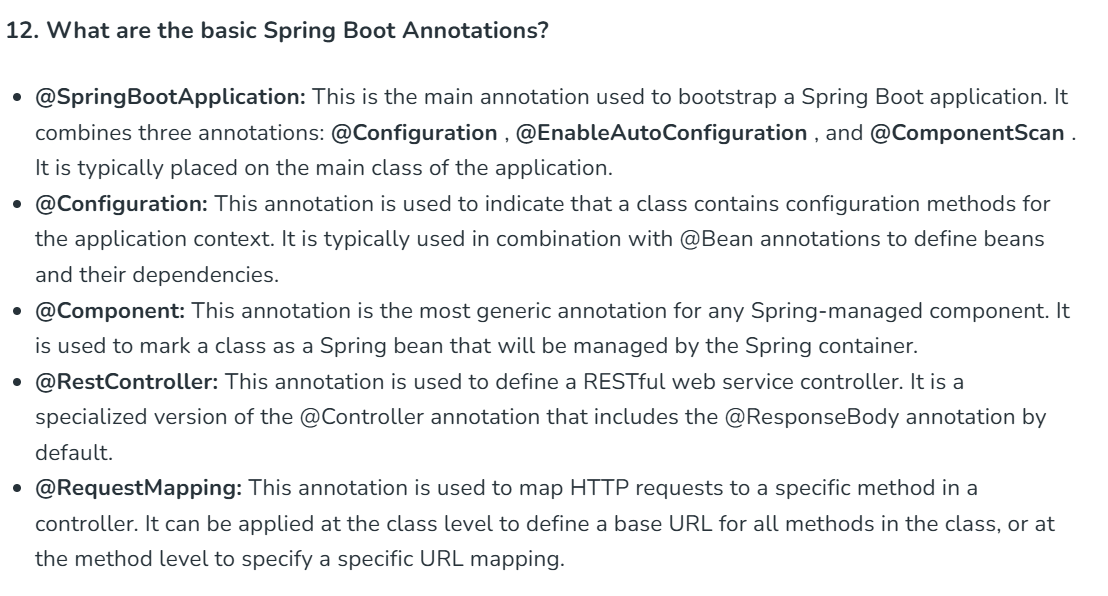 12. What are the basic Spring Boot Annotations?
• @SpringBootApplication: This is the main annotation used to bootstrap a Spring Boot application. It
combines three annotations: @Configuration , @EnableAutoConfiguration , and @ComponentScan .
It is typically placed on the main class of the application.
• @Configuration: This annotation is used to indicate that a class contains configuration methods for
the application context. It is typically used in combination with @Bean annotations to define beans
and their dependencies.
• @Component: This annotation is the most generic annotation for any Spring-managed component. It
is used to mark a class as a Spring bean that will be managed by the Spring container.
• @RestController: This annotation is used to define a RESTful web service controller. It is a
specialized version of the @Controller annotation that includes the @ResponseBody annotation by
default.
• @RequestMapping: This annotation is used to map HTTP requests to a specific method in a
controller. It can be applied at the class level to define a base URL for all methods in the class, or at
the method level to specify a specific URL mapping.